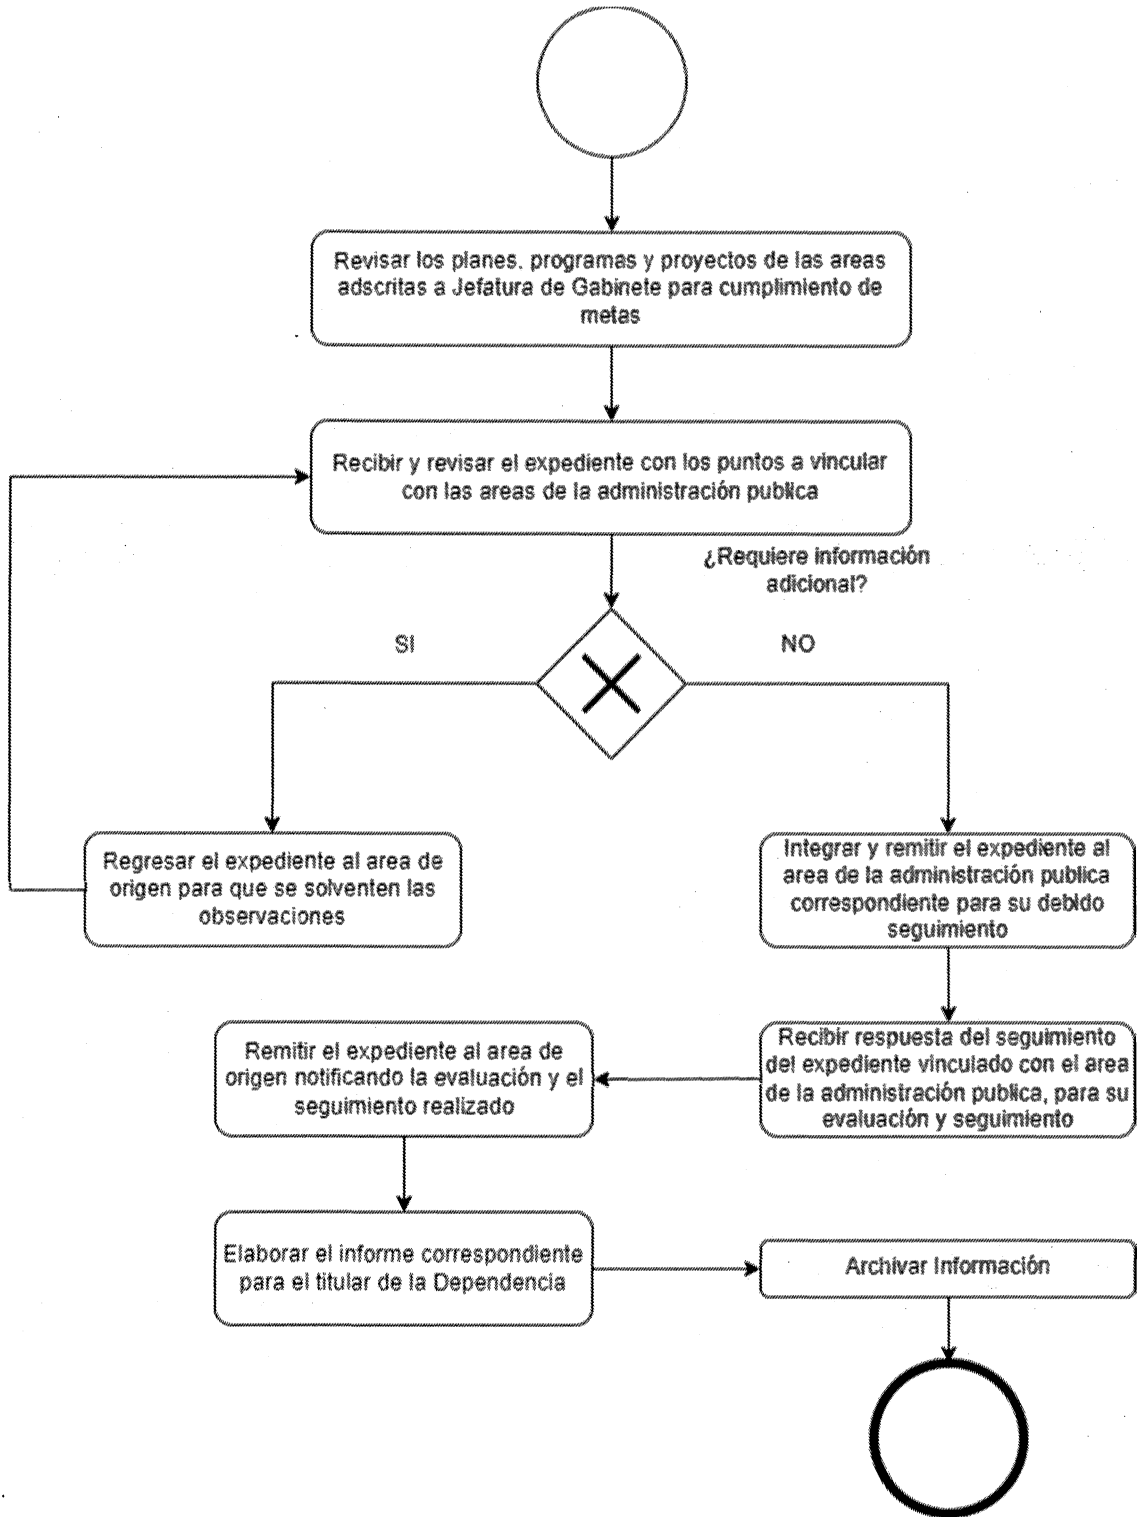 Revisar los planes. programas y proyectos de las areas
adscritas a Jefatura de Gabinete para cumplimiento de
metas
Recibir y revisar el expediente con los puntos a vincular
con las areas de la administración publica
¿Requiere información
adicional?
SI
NO
Regresar el expediente al area de
origen para que se solventen las
observaciones
Integrar y remitir el expediente al
area de la administración publica
correspondiente para su debido
seguimiento
Remitir el expediente al area de
origen notificando la evaluación y el
seguimiento realizado
Recibir respuesta del seguimiento
del expediente vinculado con el area
de la administración publica, para su
evaluación y seguimiento
Elaborar el informe correspondiente
para el titular de la Dependencia
Archivar Información